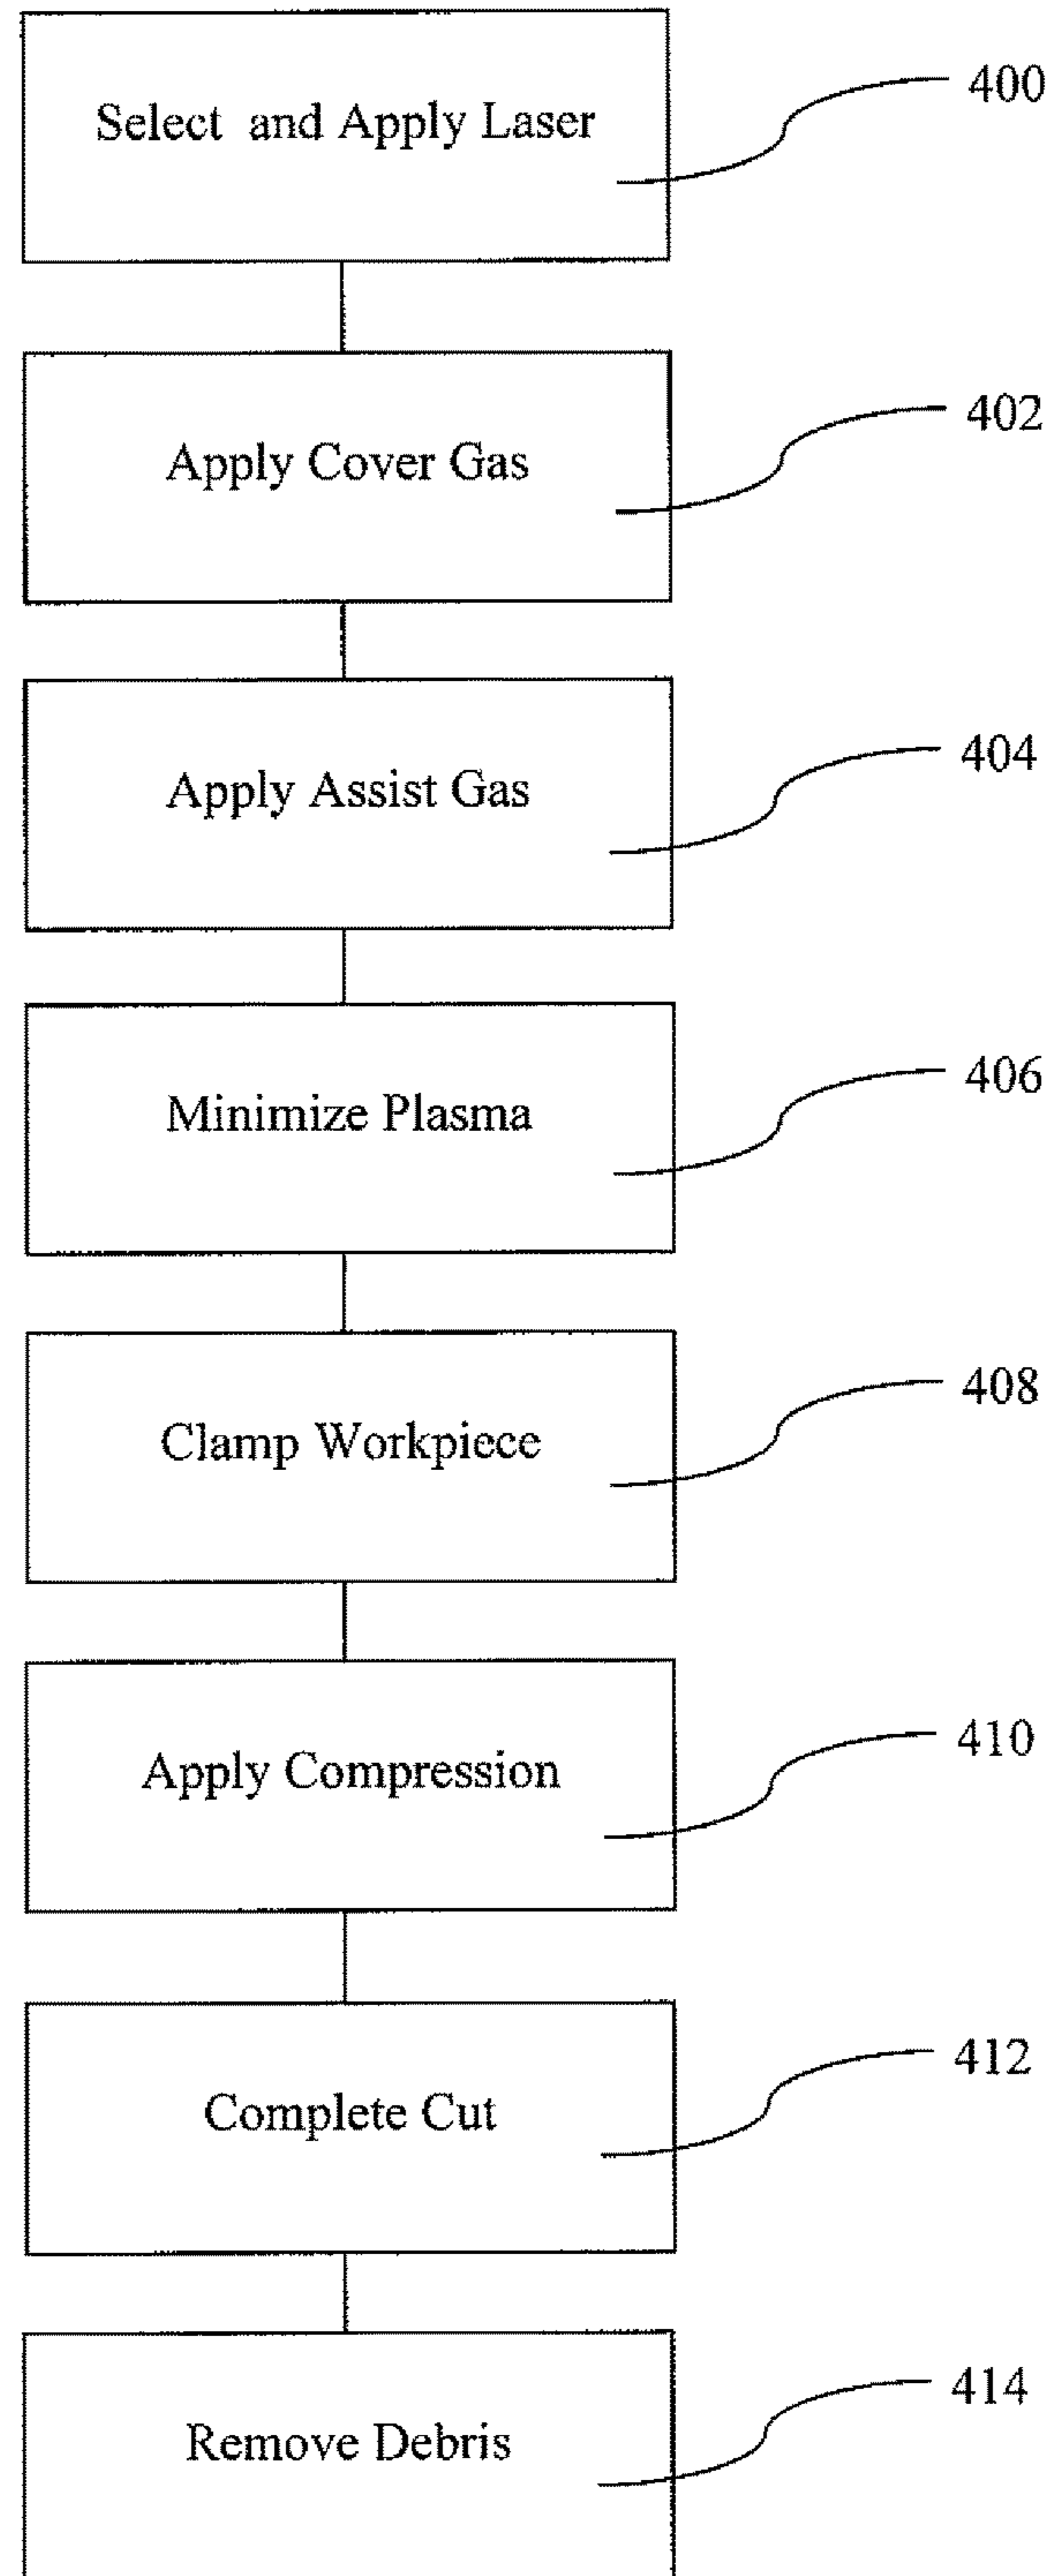 Select and Apply Laser
400
Apply Cover Gas
402
Apply Assist Gas
404
Minimize Plasma
406
Clamp Workpiece
408
Apply Compression
410
Complete Cut
412
Remove Debris
414